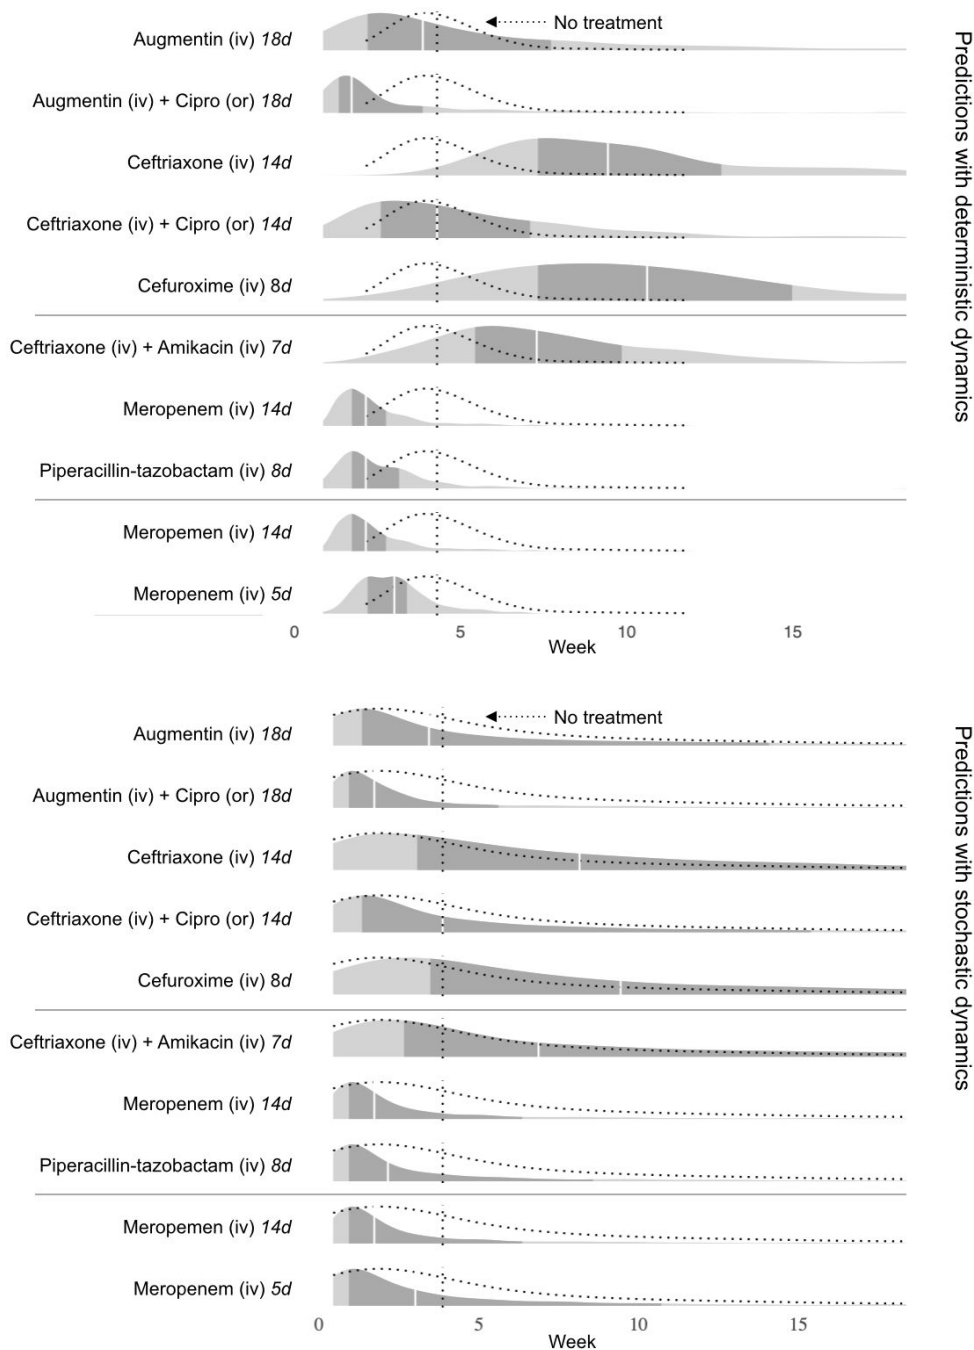 Augmentin (iv) 18d
No treatment
Augmentin (iv) + Cipro (or) 18d
Ceftriaxone (iv) 14d
Ceftriaxone (iv) + Cipro (or) 14d
Cefuroxime (iv) 8d
Ceftriaxone (iv) + Amikacin (iv) 7d
Meropenem (iv) 14d
Piperacillin-tazobactam (iv) 8d
Meropemen (iv) 14d
Meropenem (iv) 5d
0 5 10 15
Week
Predictions with deterministic dynamics
Augmentin (iv) 18d
No treatment
Augmentin (iv) + Cipro (or) 18d
Ceftriaxone (iv) 14d
Ceftriaxone (iv) + Cipro (or) 14d
Cefuroxime (iv) 8d
Ceftriaxone (iv) + Amikacin (iv) 7d
Meropenem (iv) 14d
Piperacillin-tazobactam (iv) 8d
Meropemen (iv) 14d
Meropenem (iv) 5d
0 5 10 15
Week
Predictions with stochastic dynamics